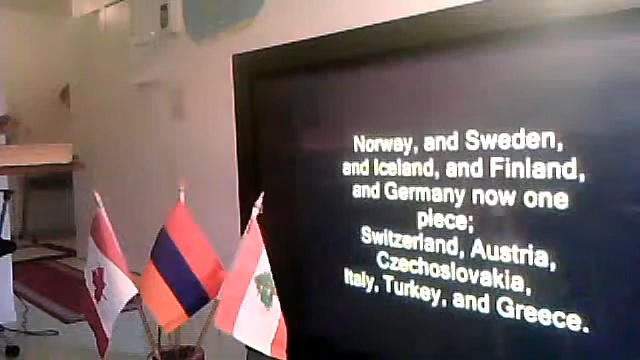 Norway, and Sweden,
and Iceland, and Finland,
and Germany now one
piece;
Switzerland, Austria,
Czechoslovakia,
Italy, Turkey, and Greece.